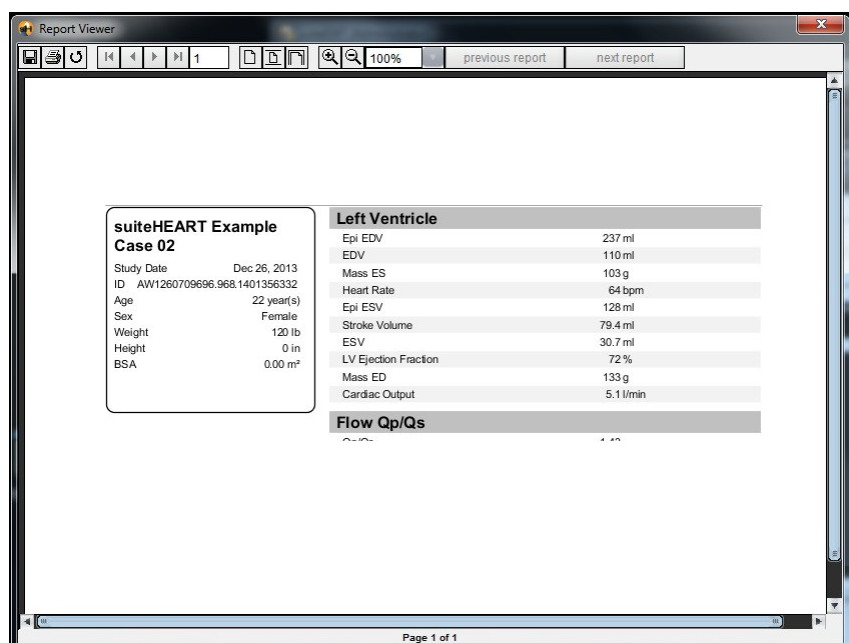 Report Viewer
1
100%
previous report
next report
suiteHEART Example
Case 02
Study Date Dec 26, 2013
ID AW1260709696.968.1401356332
Age 22 year(s)
Sex Female
Weight 120 lb
Height 0 in
BSA 0.00 m²
Left Ventricle
Epi EDV 237 ml
EDV 110 ml
Mass ES 103 g
Heart Rate 64 bpm
Epi ESV 128 ml
Stroke Volume 79.4 ml
ESV 30.7 ml
LV Ejection Fraction 72 %
Mass ED 133 g
Cardiac Output 5.1 l/min
Flow Qp/Qs
Page 1 of 1